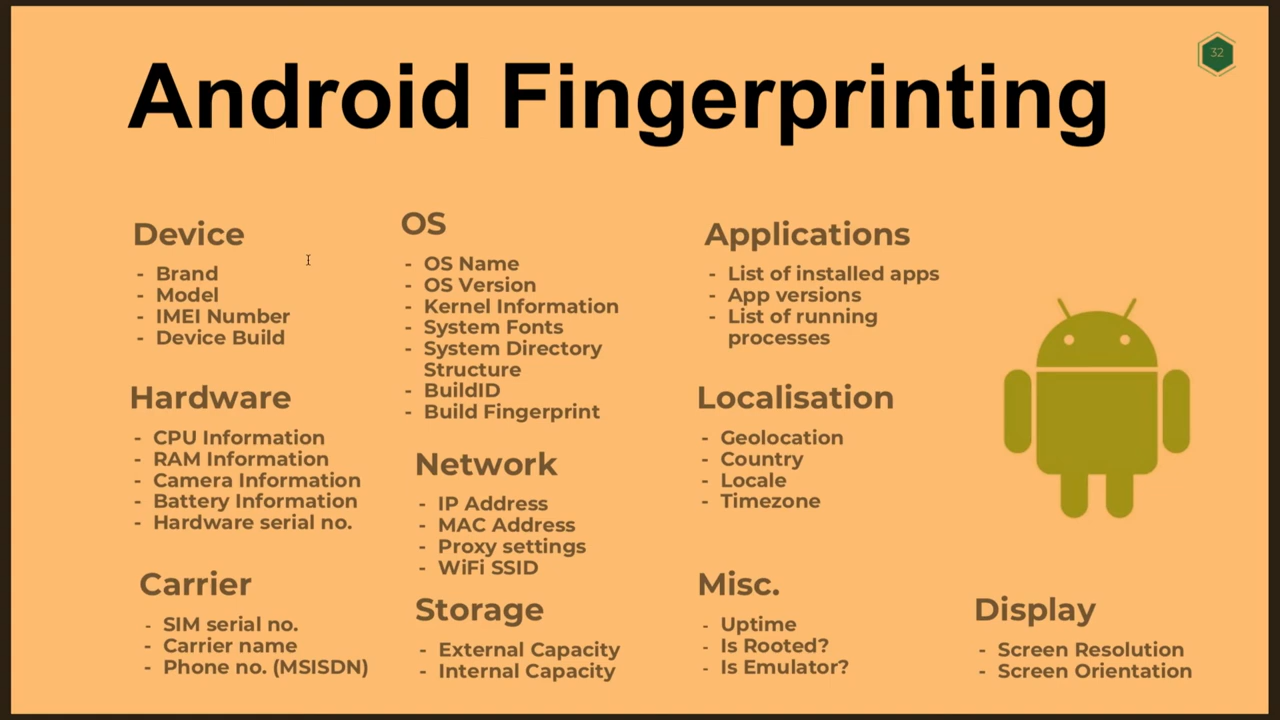 32
Android Fingerprinting
Device
- Brand
- Model
- IMEI Number
- Device Build
Hardware
- CPU Information
- RAM Information
- Camera Information
- Battery Information
- Hardware serial no.
Carrier
- SIM serial no.
- Carrier name
- Phone no. (MSISDN)
OS
- OS Name
- OS Version
- Kernel Information
- System Fonts
- System Directory
Structure
- BuildID
- Build Fingerprint
Network
- IP Address
- MAC Address
- Proxy settings
- WiFi SSID
Storage
- External Capacity
- Internal Capacity
Applications
- List of installed apps
- App versions
- List of running
processes
Localisation
- Geolocation
- Country
- Locale
- Timezone
Misc.
- Uptime
- Is Rooted?
- Is Emulator?
Display
- Screen Resolution
- Screen Orientation